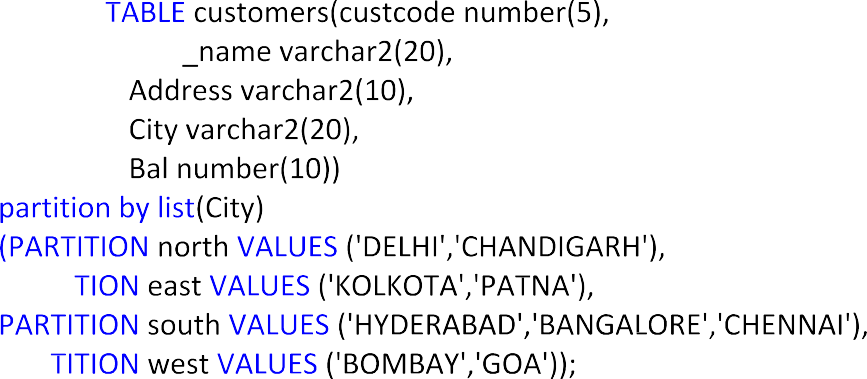 TABLE customers(custcode number(5),
_name varchar2(20),
Address varchar2(10),
City varchar2(20),
Bal number(10))
partition by list(City)
(PARTITION north VALUES ('DELHI','CHANDIGARH'),
TION east VALUES ('KOLKOTA','PATNA'),
PARTITION south VALUES ('HYDERABAD','BANGALORE','CHENNAI'),
TITION west VALUES ('BOMBAY','GOA'));